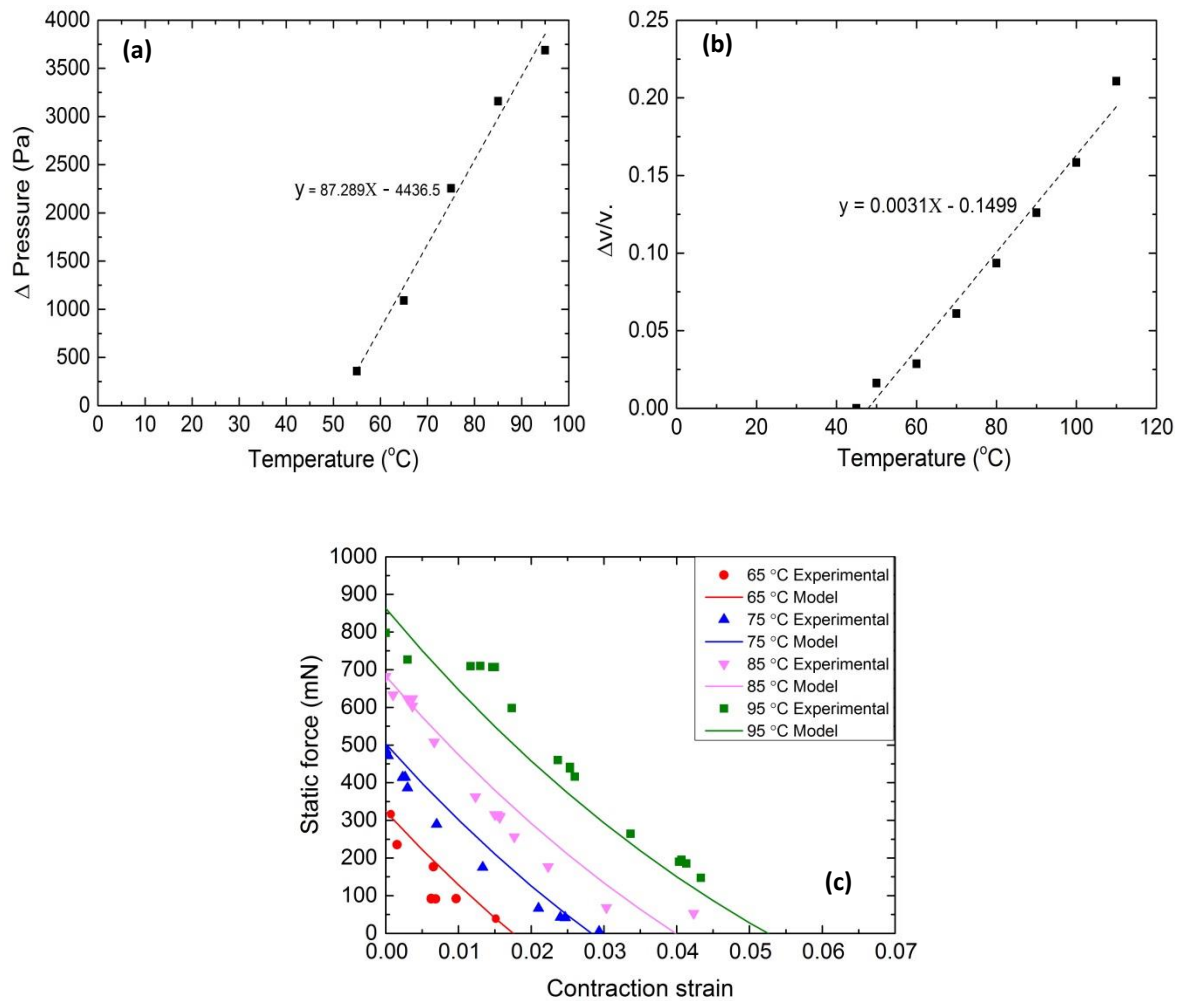 (a)
4000
3500
3000
2500
2000
1500
1000
500
0
Δ Pressure (Pa)
y = 87.289X - 4436.5
0 10 20 30 40 50 60 70 80 90 100
Temperature (°C)
(b)
0.25
0.20
0.15
0.10
0.05
0.00
Δv/v.
y = 0.0031X - 0.1499
0 20 40 60 80 100 120
Temperature (°C)
1000
900
800
700
600
500
400
300
200
100
0
Static force (mN)
65 °C Experimental
65 °C Model
75 °C Experimental
75 °C Model
85 °C Experimental
85 °C Model
95 °C Experimental
95 °C Model
(c)
0.00 0.01 0.02 0.03 0.04 0.05 0.06 0.07
Contraction strain